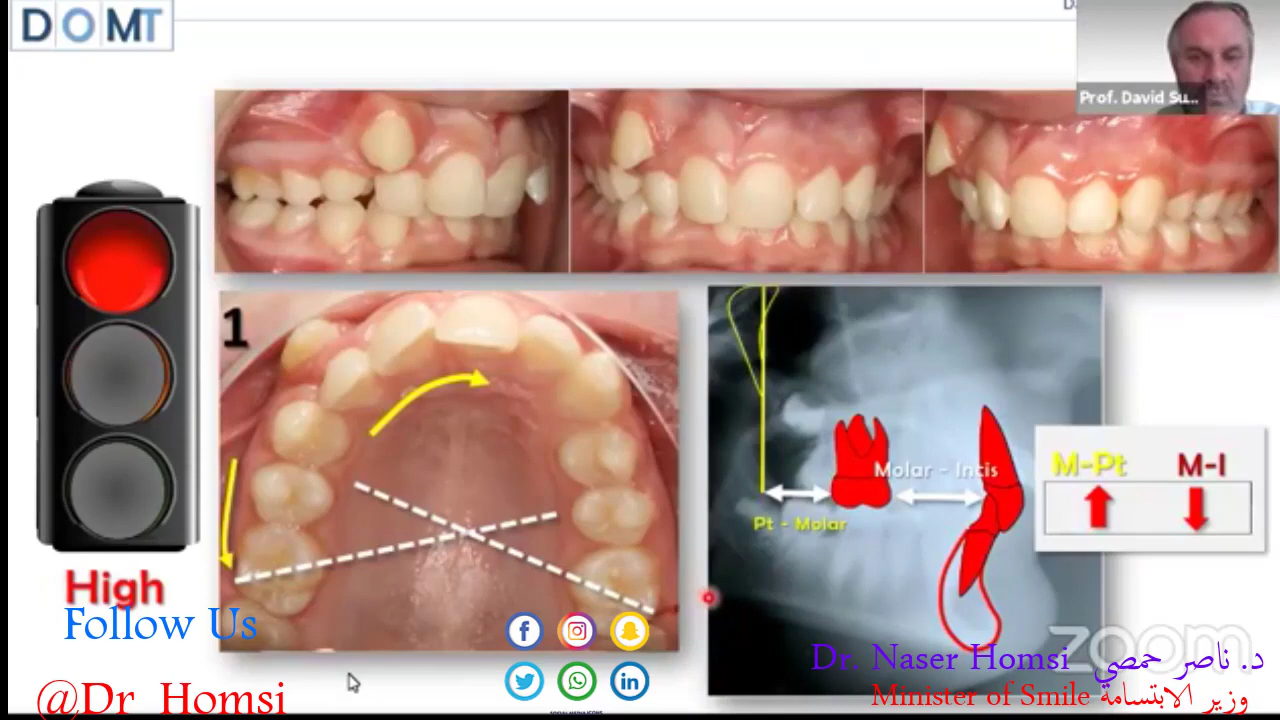 DOMT
Prof. David Su...
1
Molar - Incis
Pt - Molar
M-Pt M-I
High
Follow Us
@Dr_Homsi
zoom
Dr. Naser Homsi د. ناصر حمصي
Minister of Smile وزير الابتسامة